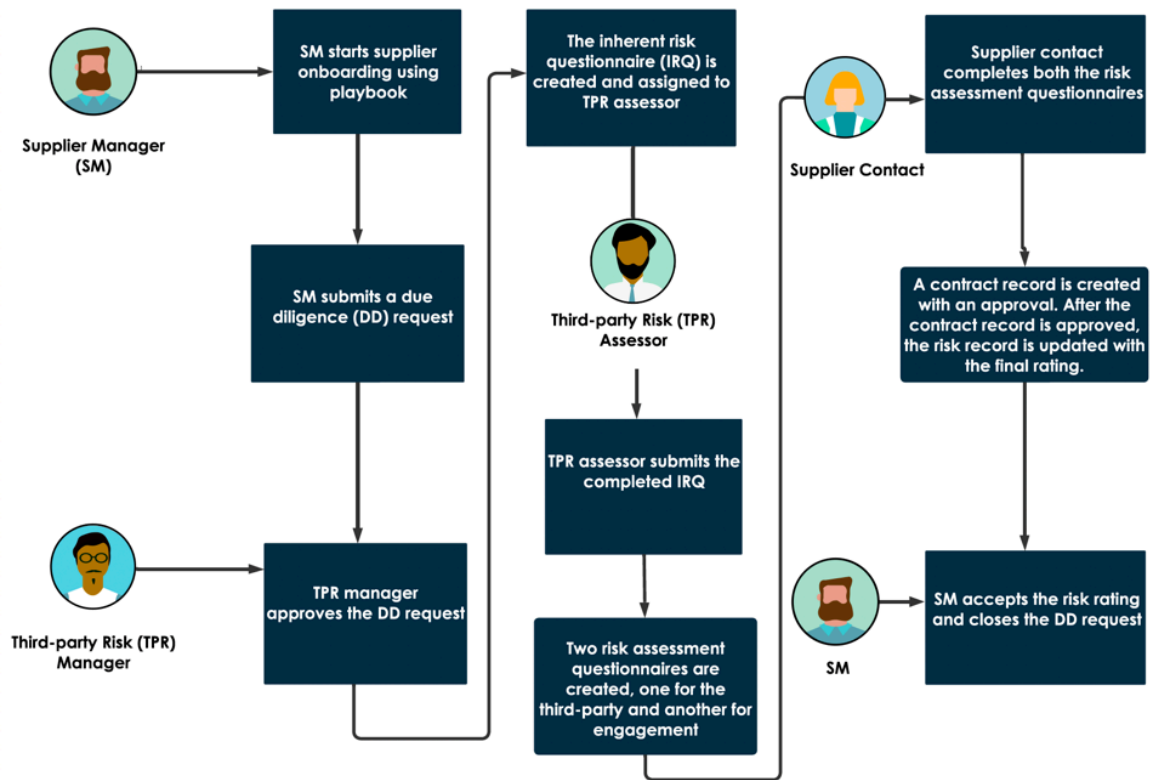 SM starts supplier
onboarding using
playbook
Supplier Manager
(SM)
SM submits a due
diligence (DD) request
TPR manager
approves the DD request
Third-party Risk (TPR)
Manager
The inherent risk
questionnaire (IRQ) is
created and assigned to
TPR assessor
Third-party Risk (TPR)
Assessor
TPR assessor submits the
completed IRQ
Two risk assessment
questionnaires are
created, one for the
third-party and another for
engagement
Supplier contact
completes both the risk
assessment questionnaires
Supplier Contact
A contract record is created
with an approval. After the
contract record is approved,
the risk record is updated with
the final rating.
SM accepts the risk rating
and closes the DD request
SM